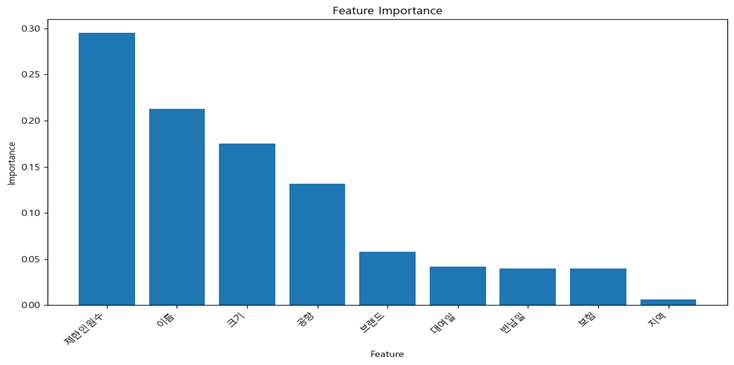 Feature Importance
Importance
0.30
0.25
0.20
0.15
0.10
0.05
0.00
제한인원수
이름
크기
공항
브랜드
대여일
반납일
보험
지역
Feature